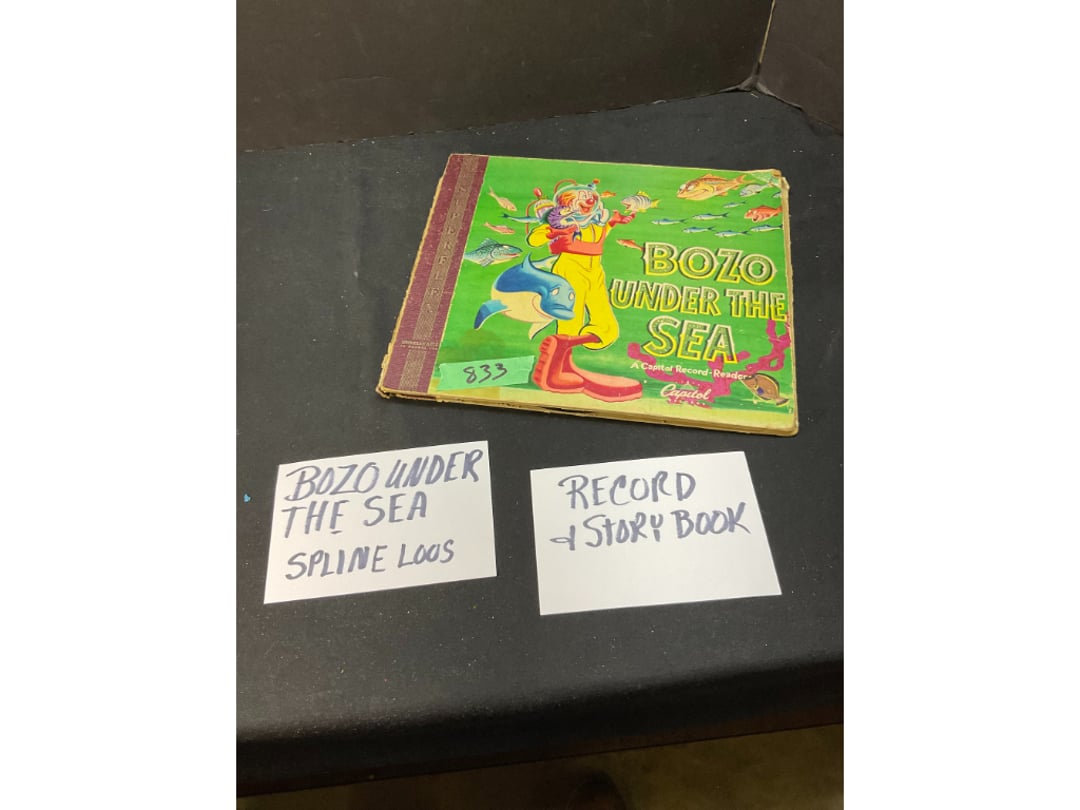 BOZO
UNDER THE
SEA
A Capitol Record-Reader
Capitol
833
BOZO UNDER
THE SEA
SPLINE LOOS
RECORD
& STORY BOOK